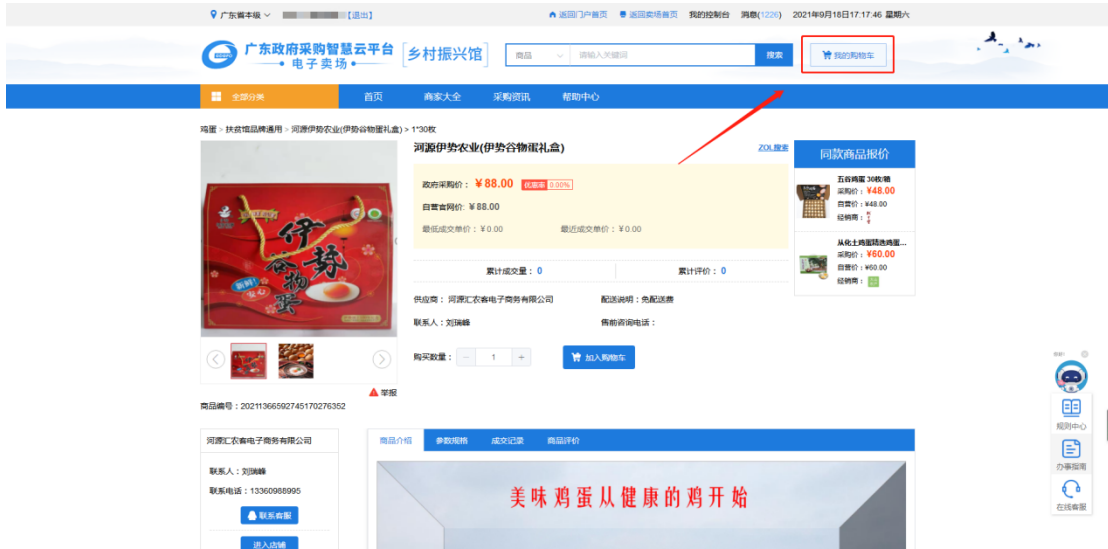 广东省本级 【退出】 返回门户首页 返回卖场首页 我的控制台 消息(1226) 2021年9月18日17:17:46 星期六
广东政府采购智慧云平台
电子卖场
乡村振兴馆
商品 请输入关键词 搜索 我的购物车
全部分类 首页 商家大全 采购资讯 帮助中心
鸡蛋 > 扶贫馆品牌通用 > 河源伊势农业(伊势谷物蛋礼盒) > 1*30枚
河源伊势农业(伊势谷物蛋礼盒) ZOL搜索
政府采购价： ¥88.00 优惠率 0.00%
自营官网价: ¥88.00
最低成交单价：¥0.00 最近成交单价：¥0.00
累计成交量： 0 累计评价： 0
供应商： 河源汇农客电子商务有限公司 配送说明：免配送费
联系人：刘瑞峰 售前咨询电话：
购买数量： － 1 + 加入购物车
同款商品报价
五谷鸡蛋 30枚/箱
采购价：¥48.00
自营价：¥48.00
经销商：
从化土鸡蛋精选鸡蛋...
采购价：¥60.00
自营价：¥60.00
经销商：
伊势
谷物蛋
新鲜
安心
举报
商品编号：20211366592745170276352
河源汇农客电子商务有限公司
联系人：刘瑞峰
联系电话：13360988995
联系客服
进入店铺
商品介绍 参数规格 成交记录 商品评价
美味鸡蛋从健康的鸡开始
规则中心
办事指南
在线客服